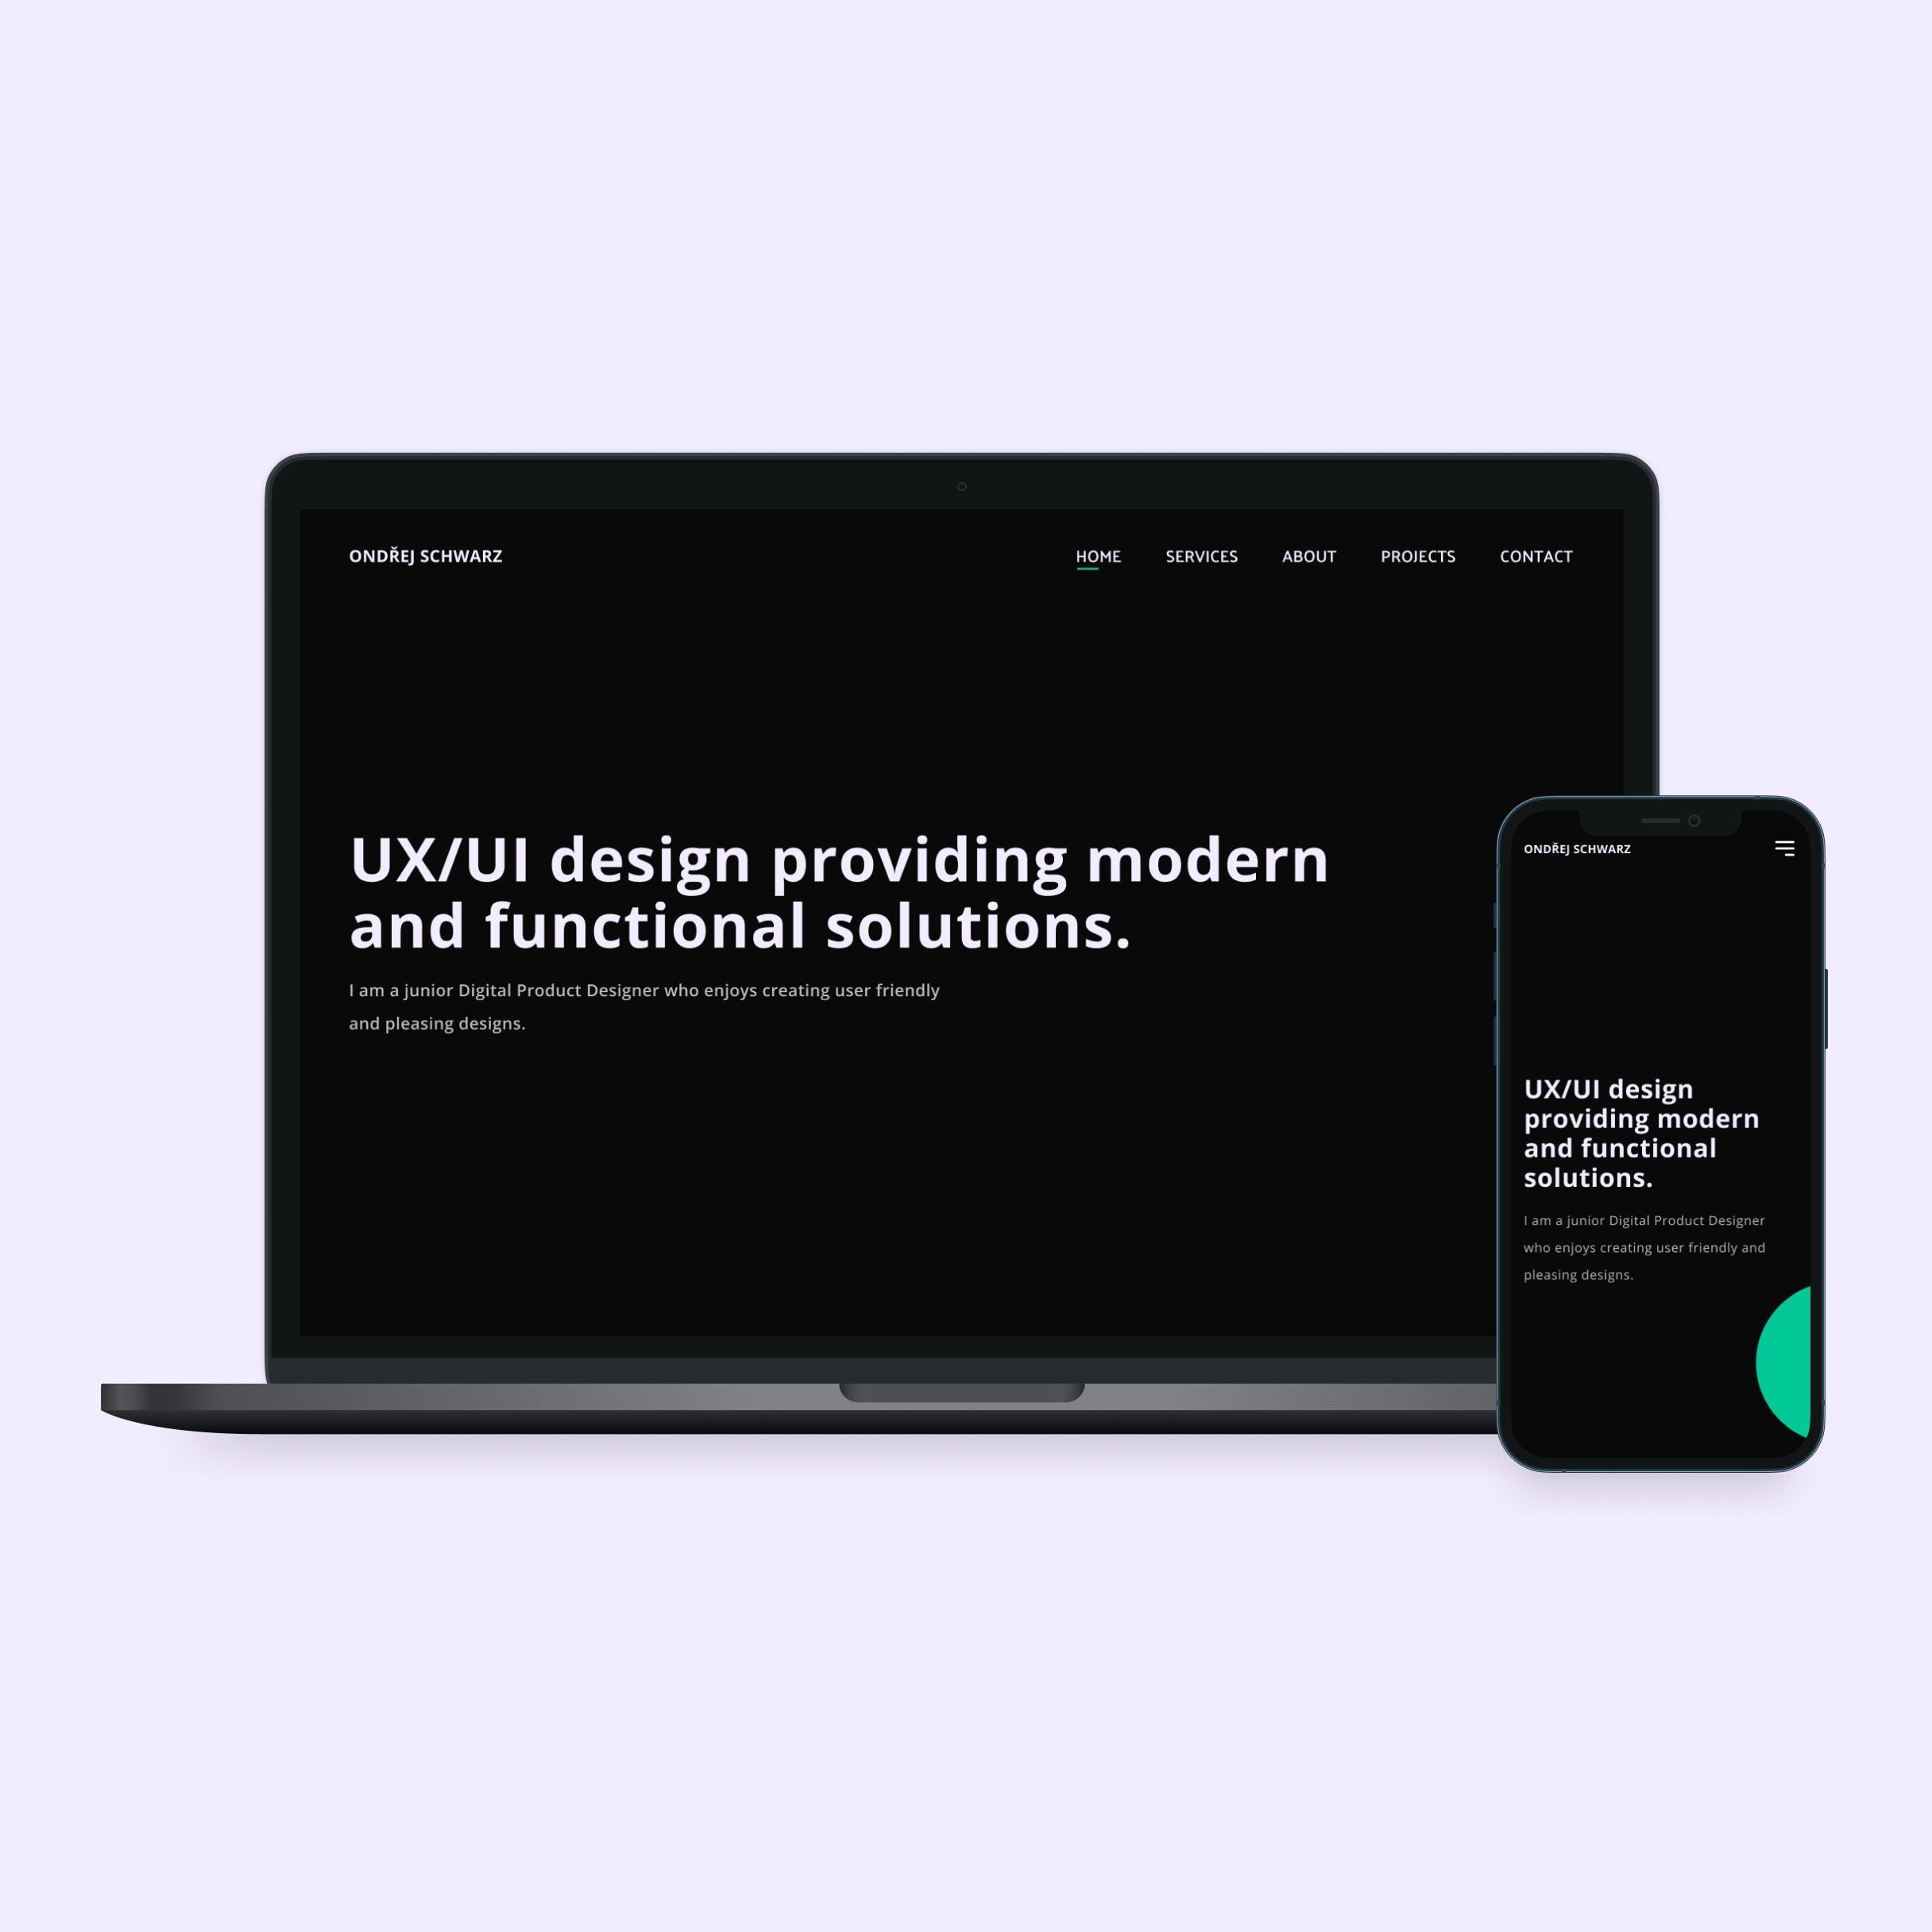 ONDŘEJ SCHWARZ
HOME SERVICES ABOUT PROJECTS CONTACT
UX/UI design providing modern
and functional solutions.
I am a junior Digital Product Designer who enjoys creating user friendly
and pleasing designs.
ONDŘEJ SCHWARZ
UX/UI design
providing modern
and functional
solutions.
I am a junior Digital Product Designer
who enjoys creating user friendly and
pleasing designs.